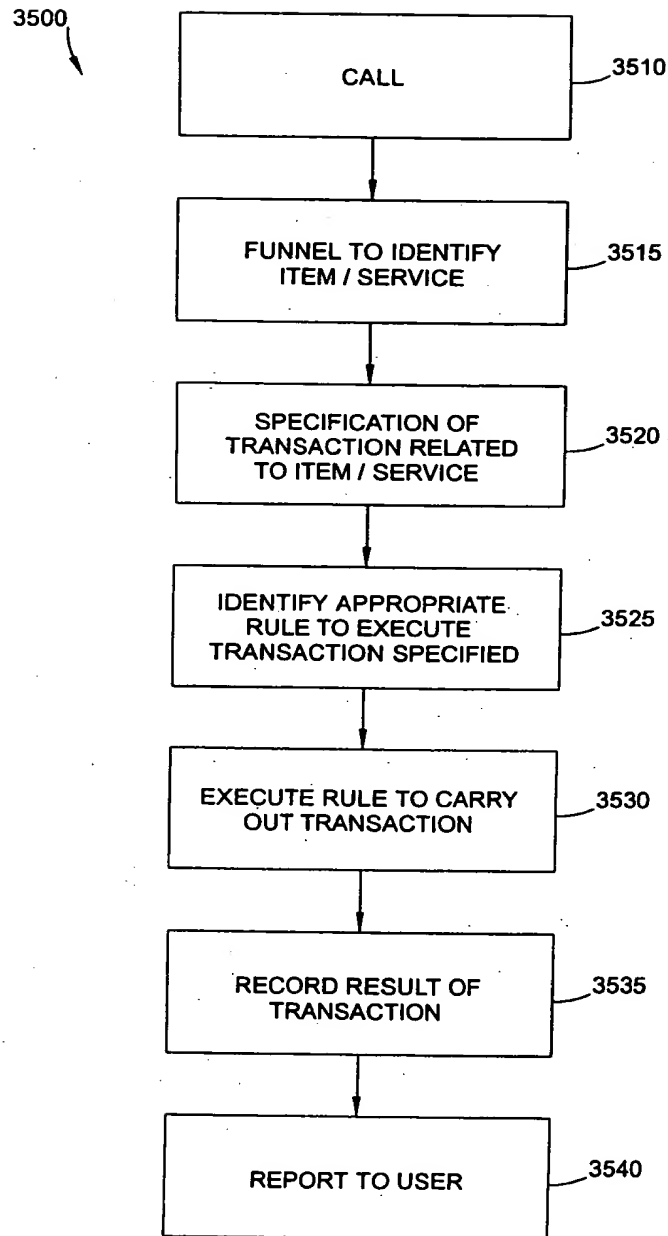 3500
CALL
3510
FUNNEL TO IDENTIFY
ITEM / SERVICE
3515
SPECIFICATION OF
TRANSACTION RELATED
TO ITEM / SERVICE
3520
IDENTIFY APPROPRIATE
RULE TO EXECUTE
TRANSACTION SPECIFIED
3525
EXECUTE RULE TO CARRY
OUT TRANSACTION
3530
RECORD RESULT OF
TRANSACTION
3535
REPORT TO USER
3540